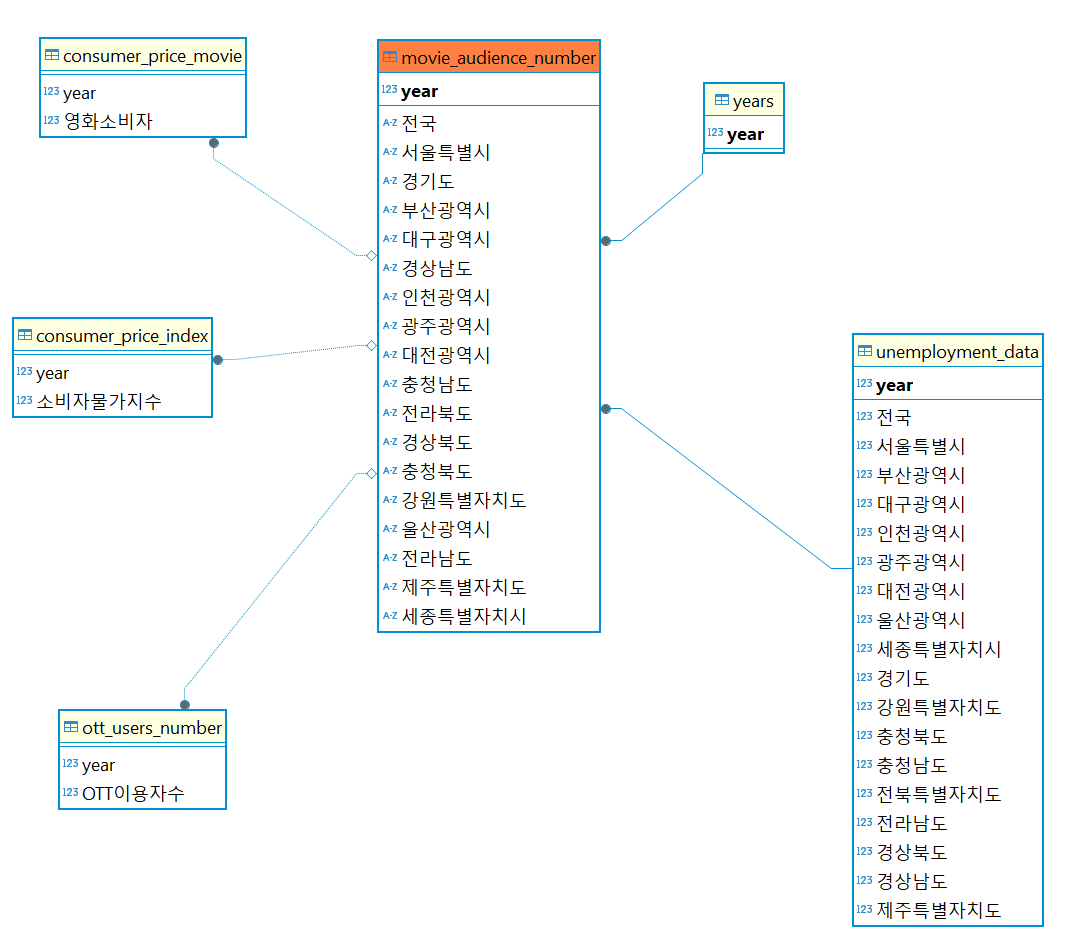 consumer_price_movie
123 year
123 영화소비자
consumer_price_index
123 year
123 소비자물가지수
ott_users_number
123 year
123 OTT이용자수
movie_audience_number
123 year
A-Z 전국
A-Z 서울특별시
A-Z 경기도
A-Z 부산광역시
A-Z 대구광역시
A-Z 경상남도
A-Z 인천광역시
A-Z 광주광역시
A-Z 대전광역시
A-Z 충청남도
A-Z 전라북도
A-Z 경상북도
A-Z 충청북도
A-Z 강원특별자치도
A-Z 울산광역시
A-Z 전라남도
A-Z 제주특별자치도
A-Z 세종특별자치시
years
123 year
unemployment_data
123 year
123 전국
123 서울특별시
123 부산광역시
123 대구광역시
123 인천광역시
123 광주광역시
123 대전광역시
123 울산광역시
123 세종특별자치시
123 경기도
123 강원특별자치도
123 충청북도
123 충청남도
123 전북특별자치도
123 전라남도
123 경상북도
123 경상남도
123 제주특별자치도